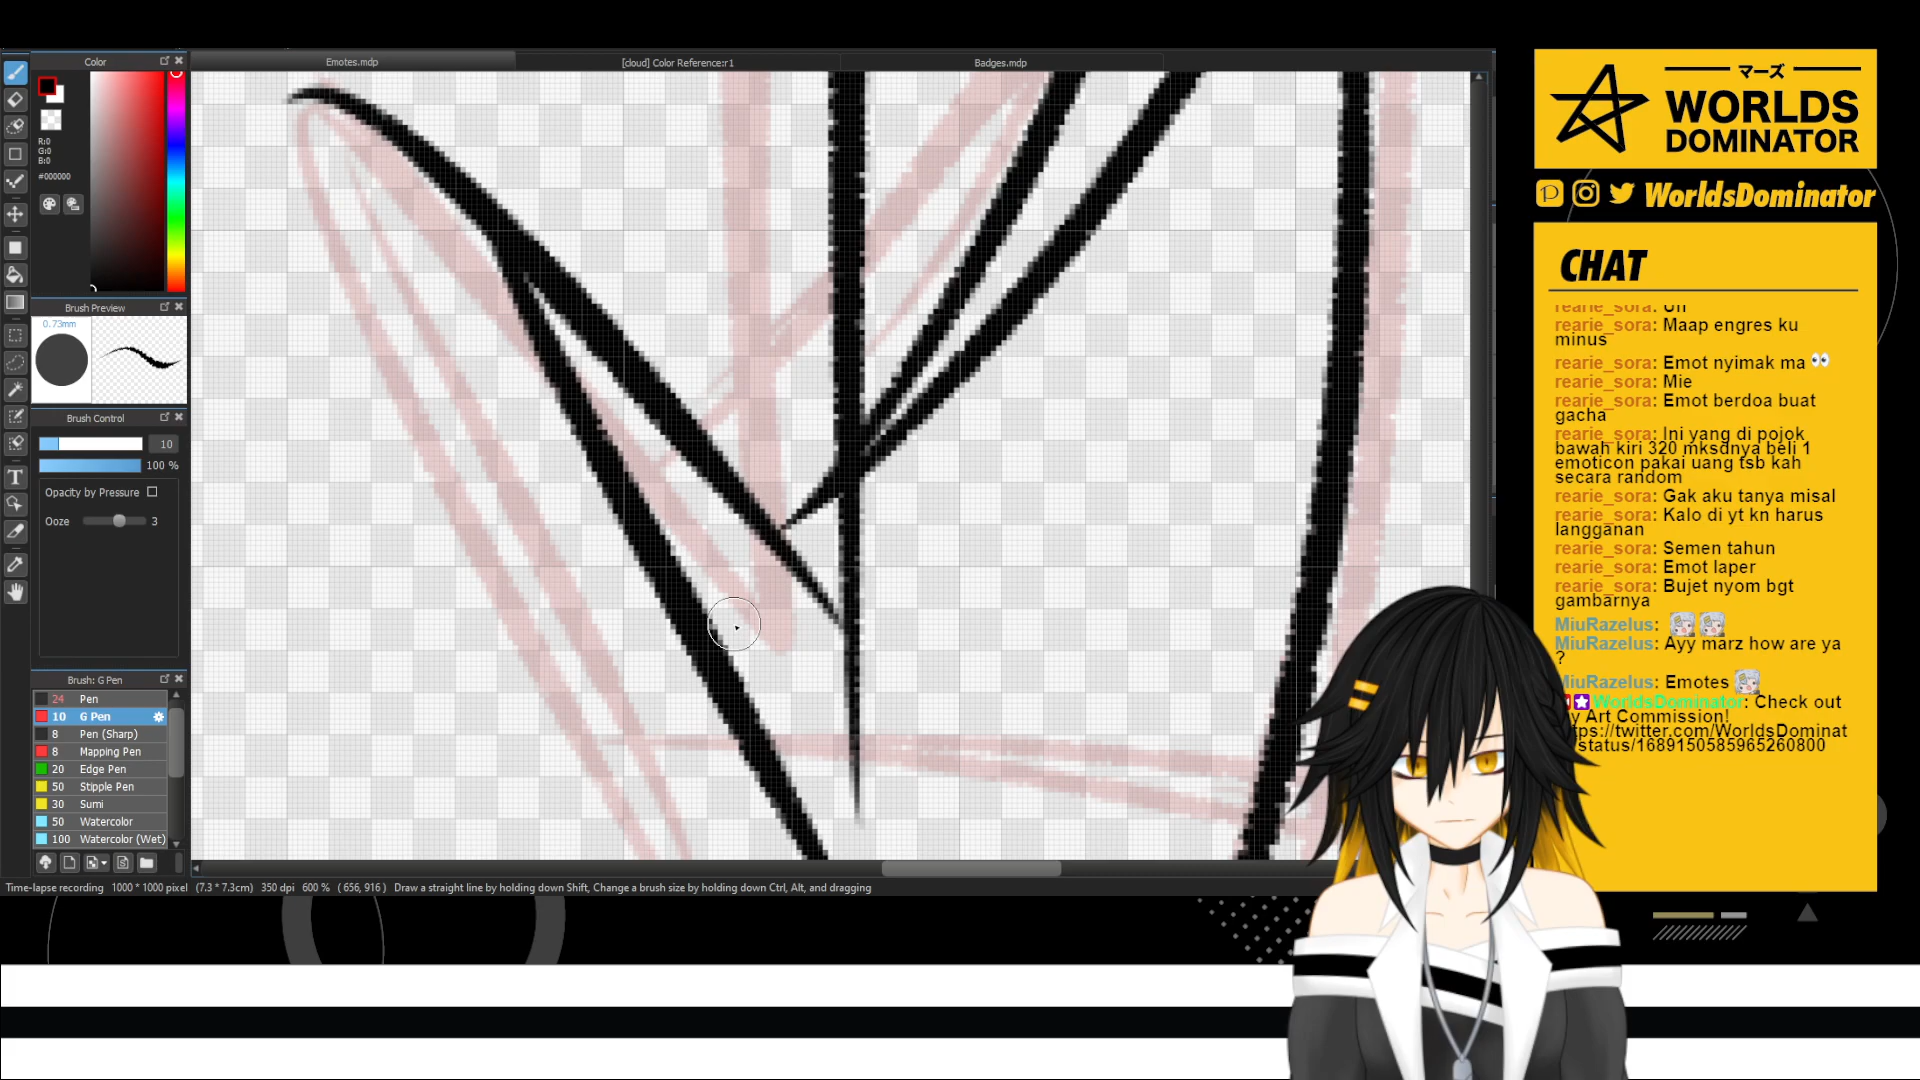 Color
Emotes.mdp
[cloud] Color Reference:r1
Badges.mdp
R:0
G:0
B:0
#000000
Brush Preview
0.73mm
Brush Control
10
100 %
Opacity by Pressure
Ooze 3
Brush: G Pen
24 Pen
10 G Pen
8 Pen (Sharp)
8 Mapping Pen
20 Edge Pen
50 Stipple Pen
30 Sumi
50 Watercolor
100 Watercolor (Wet)
Time-lapse recording 1000 * 1000 pixel (7.3 * 7.3cm) 350 dpi 600 % ( 656, 916 ) Draw a straight line by holding down Shift, Change a brush size by holding down Ctrl, Alt, and dragging
マーズ
WORLDS
DOMINATOR
WorldsDominator
CHAT
rearie_sora: Uh
rearie_sora: Maap engres ku
minus
rearie_sora: Emot nyimak ma 👀
rearie_sora: Mie
rearie_sora: Emot berdoa buat
gacha
rearie_sora: Ini yang di pojok
bawah kiri 320 mksdnya beli 1
emoticon pakai uang tsb kah
secara random
rearie_sora: Gak aku tanya misal
rearie_sora: Kalo di yt kn harus
langganan
rearie_sora: Semen tahun
rearie_sora: Emot laper
rearie_sora: Bujet nyom bgt
gambarnya
MiuRazelus:
MiuRazelus: Ayy marz how are ya
?
MiuRazelus: Emotes
WorldsDominator: Check out
y Art Commission!
ttps://twitter.com/WorldsDominat
/status/1689150585965260800